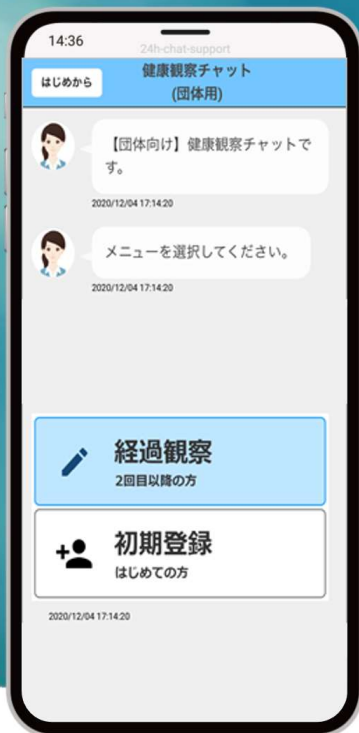 14:36
24h-chat-support
はじめから
健康観察チャット
(団体用)
【団体向け】健康観察チャットで
す。
2020/12/04 17:14:20
メニューを選択してください。
2020/12/04 17:14:20
経過観察
2回目以降の方
初期登録
はじめての方
2020/12/04 17:14:20